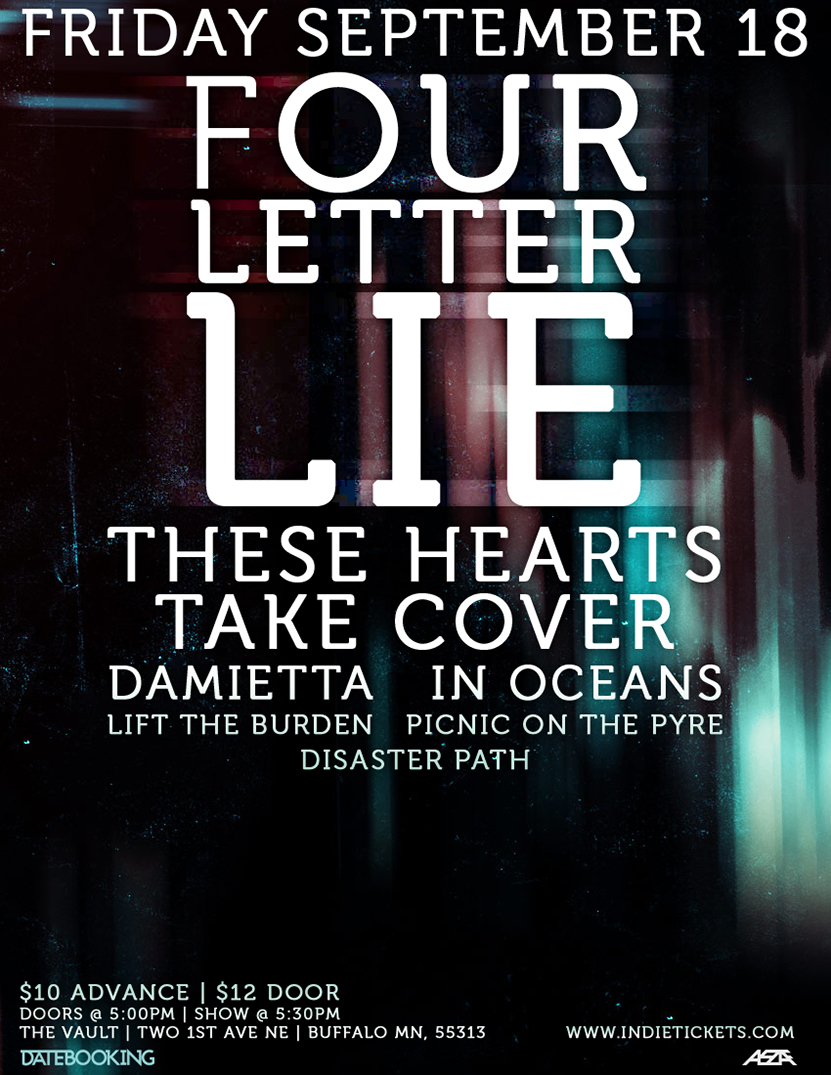 FRIDAY SEPTEMBER 18
FOUR
LETTER
LIE
THESE HEARTS
TAKE COVER
DAMIETTA IN OCEANS
LIFT THE BURDEN PICNIC ON THE PYRE
DISASTER PATH
$10 ADVANCE | $12 DOOR
DOORS @ 5:00PM | SHOW @ 5:30PM
THE VAULT | TWO 1ST AVE NE | BUFFALO MN, 55313
WWW.INDIETICKETS.COM
DATEBOOKING